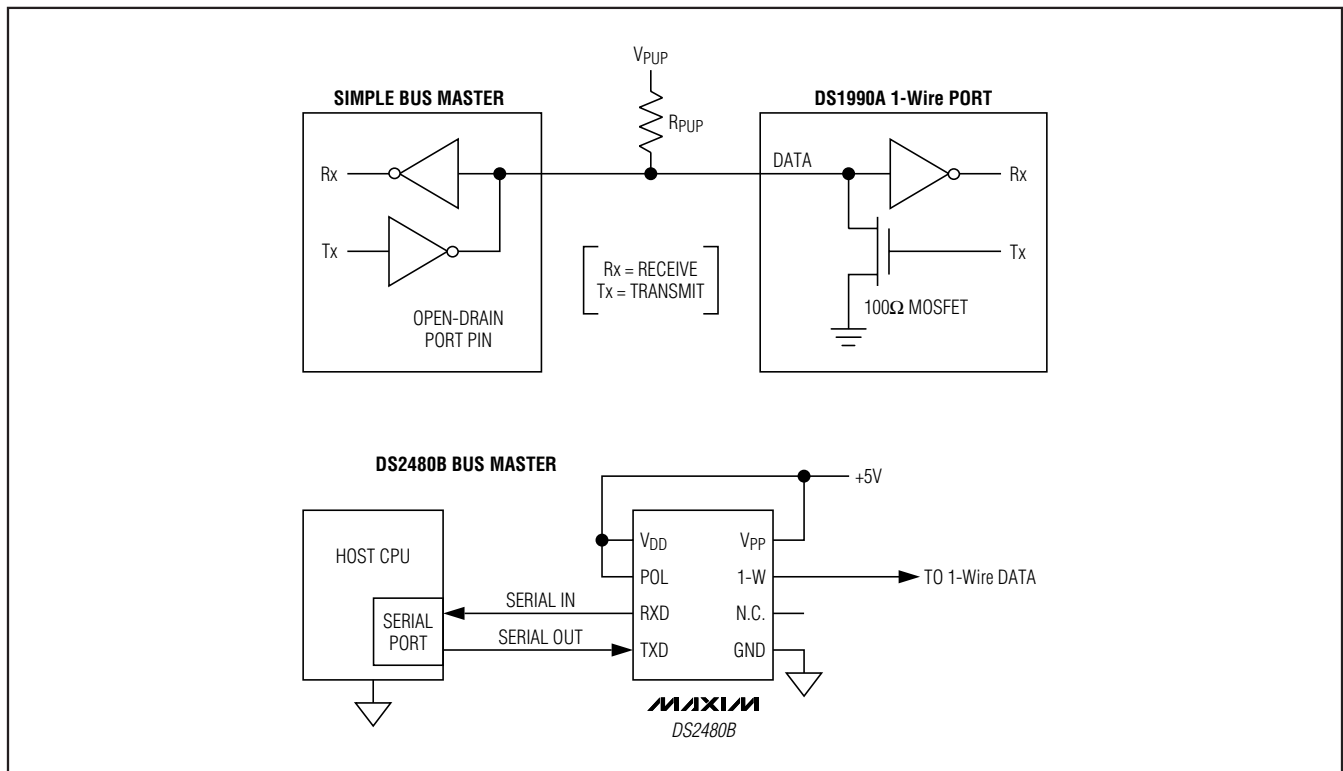 VPUP
SIMPLE BUS MASTER
DS1990A 1-Wire PORT
RPUP
Rx
DATA
Rx
Tx
Rx = RECEIVE
Tx = TRANSMIT
Tx
OPEN-DRAIN
PORT PIN
100Ω MOSFET
DS2480B BUS MASTER
+5V
HOST CPU
VDD
VPP
POL
1-W
TO 1-Wire DATA
SERIAL IN
RXD
N.C.
SERIAL
PORT
SERIAL OUT
TXD
GND
MAXIM
DS2480B